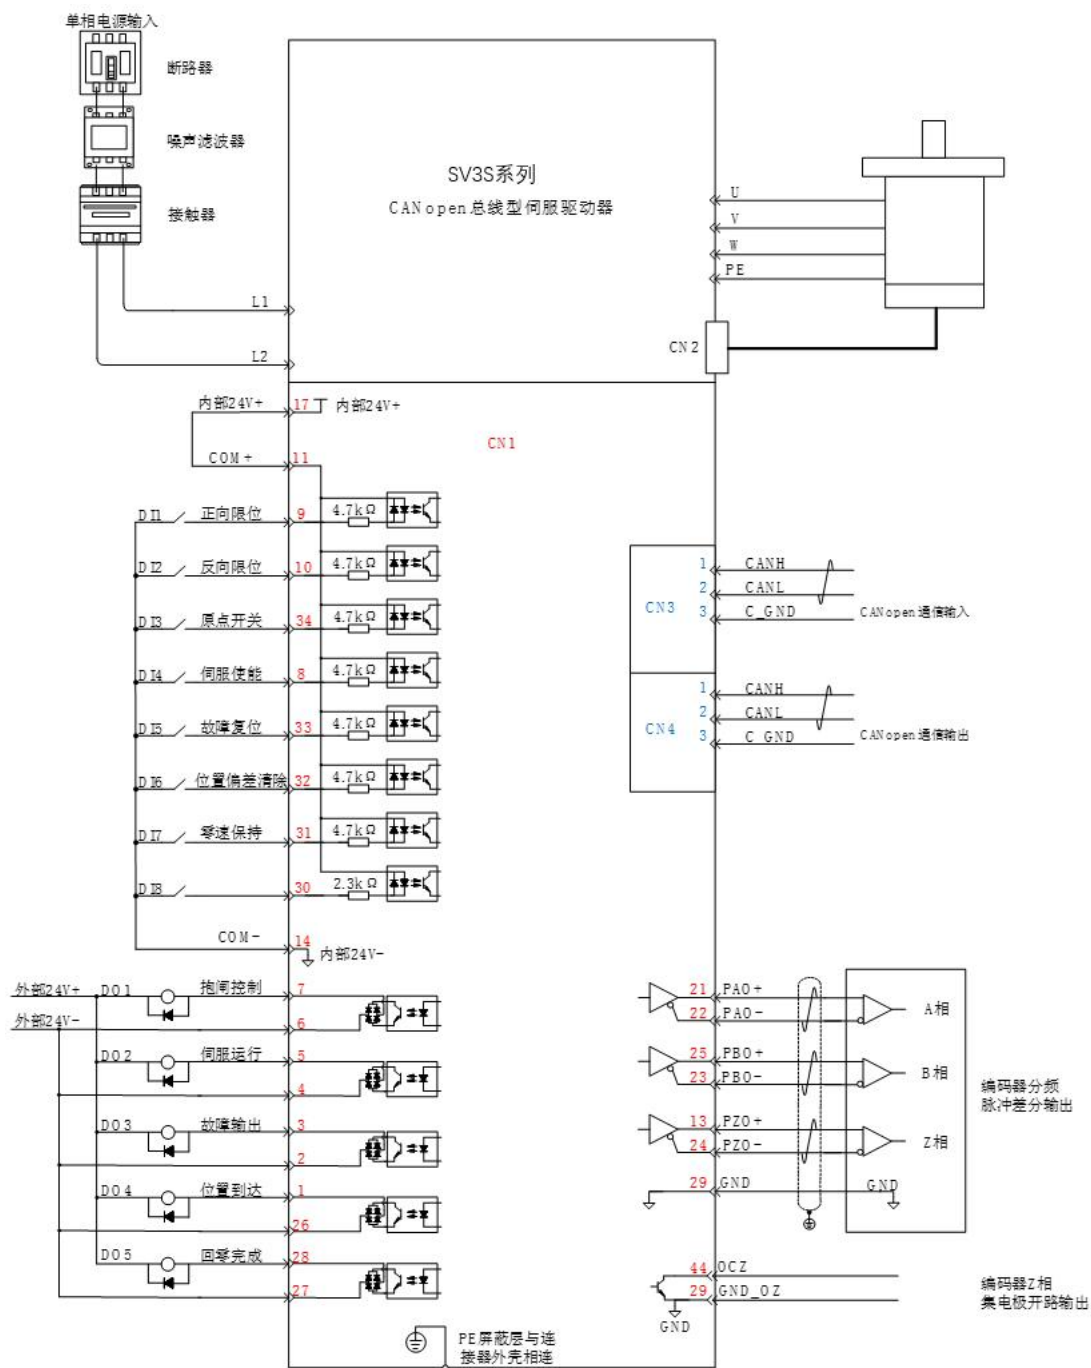 单相电源输入
断路器
噪声滤波器
接触器
SV3S系列
CANopen总线型伺服驱动器
U
V
W
PE
L1
L2
CN2
内部24V+ 17 内部24V+
CN1
COM+ 11
DI1 正向限位 9 4.7kΩ
DI2 反向限位 10 4.7kΩ
DI3 原点开关 34 4.7kΩ
DI4 伺服使能 8 4.7kΩ
DI5 故障复位 33 4.7kΩ
DI6 位置偏差清除 32 4.7kΩ
DI7 零速保持 31 4.7kΩ
DI8 30 2.3kΩ
COM- 14 内部24V-
CN3
1 CANH
2 CANL
3 C_GND
CANopen通信输入
CN4
1 CANH
2 CANL
3 C GND
CANopen通信输出
外部24V+ DO1 抱闸控制 7
外部24V- 6
DO2 伺服运行 5
4
DO3 故障输出 3
2
DO4 位置到达 1
26
DO5 回零完成 28
27
21 PAO+
22 PAO-
A相
25 PBO+
23 PBO-
B相
13 PZO+
24 PZO-
Z相
29 GND GND
编码器分频
脉冲差分输出
44 OCZ
29 GND_OZ
GND
编码器Z相
集电极开路输出
PE屏蔽层与连
接器外壳相连